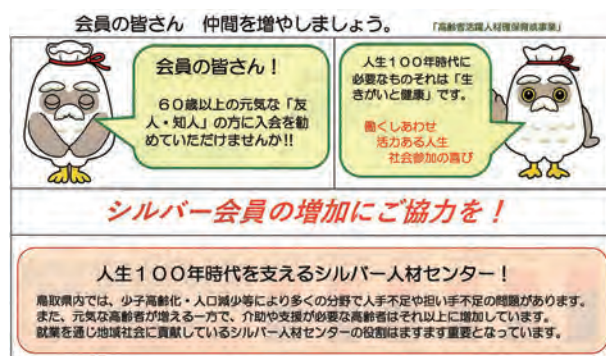 会員の皆さん 仲間を増やしましょう。
「高齢者活躍人材確保育成事業」
会員の皆さん!
60歳以上の元気な「友
人・知人」の方に入会を勧
めていただけませんか!!
人生100年時代に
必要なものそれは「生
きがいと健康」です。
働くしあわせ
活力ある人生
社会参加の喜び
シルバー会員の増加にご協力を!
人生100年時代を支えるシルバー人材センター!
鳥取県内では、少子高齢化・人口減少等により多くの分野で人手不足や担い手不足の問題があります。
また、元気な高齢者が増える一方で、介助や支援が必要な高齢者はそれ以上に増加しています。
就業を通じ地域社会に貢献しているシルバー人材センターの役割はますます重要となっています。